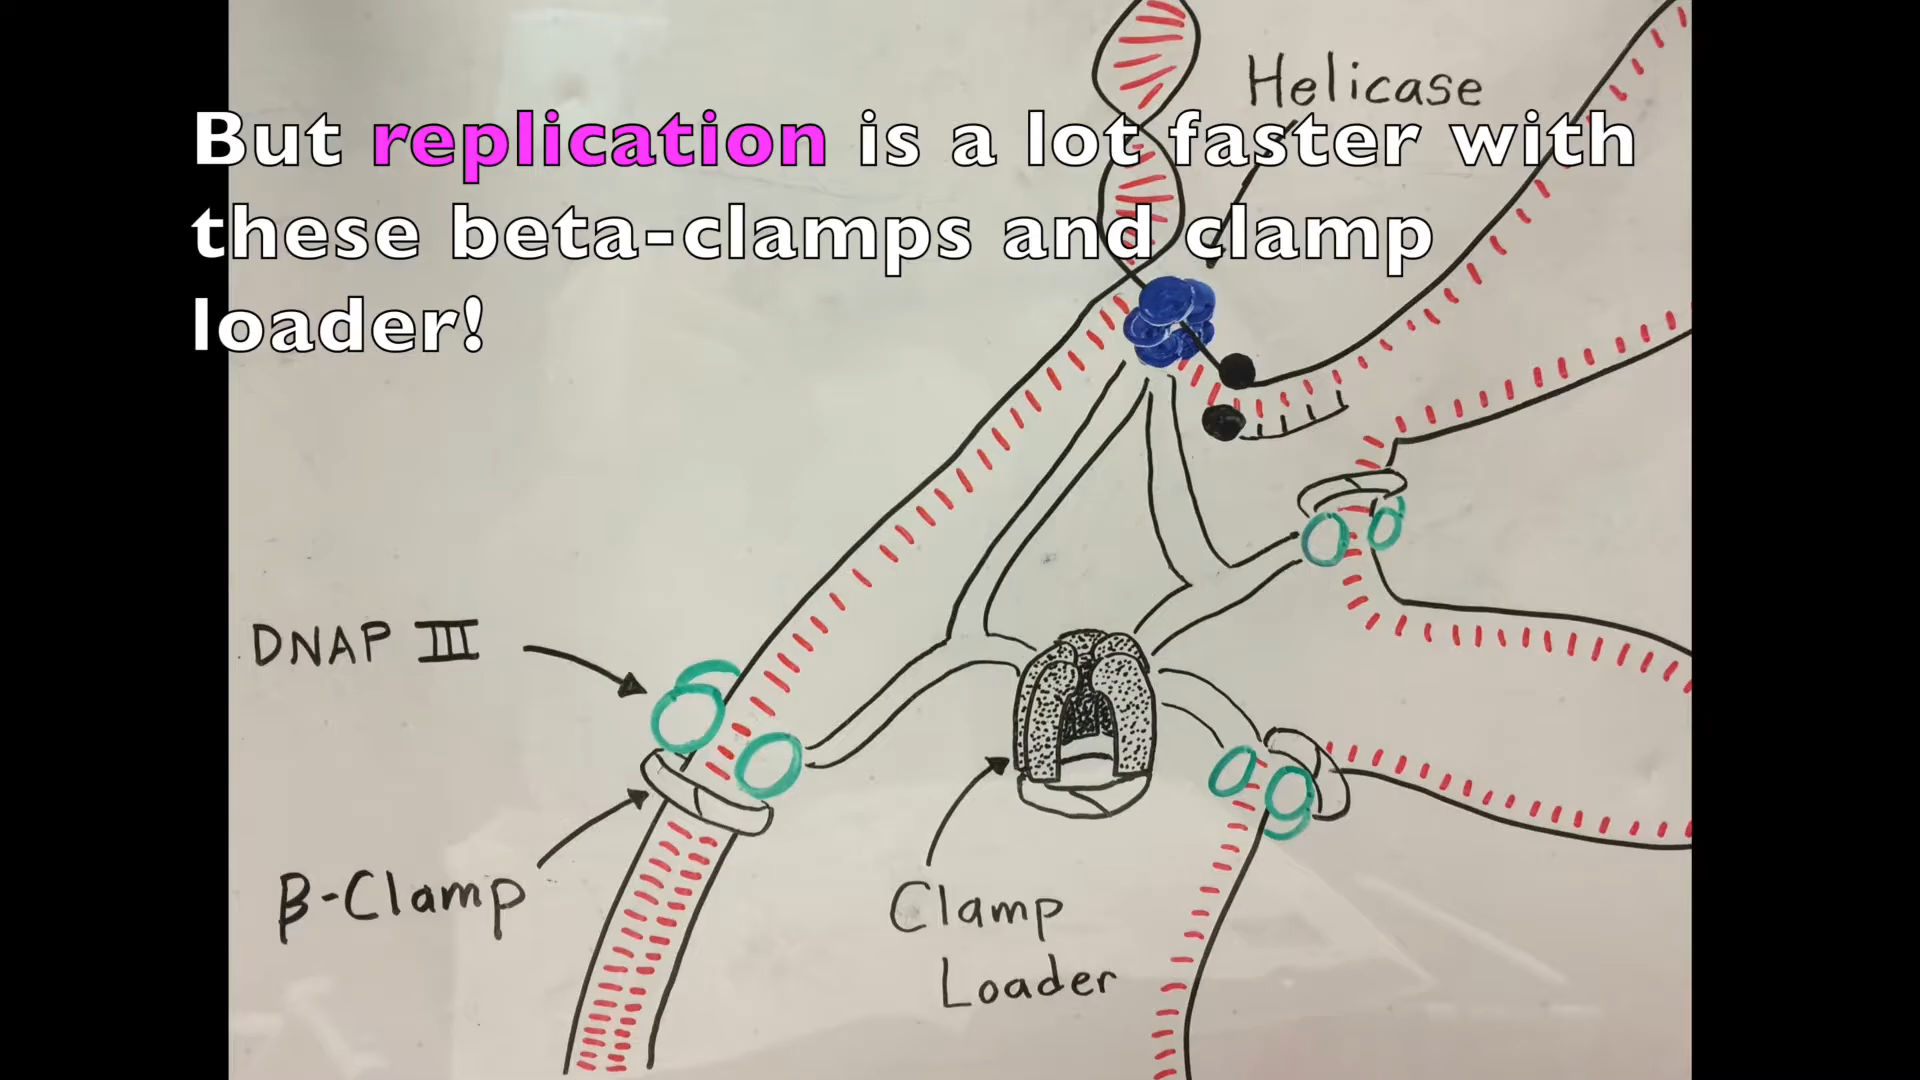 Helicase
But replication is a lot faster with
these beta-clamps and clamp
loader!
DNAP III
β-Clamp
Clamp
Loader